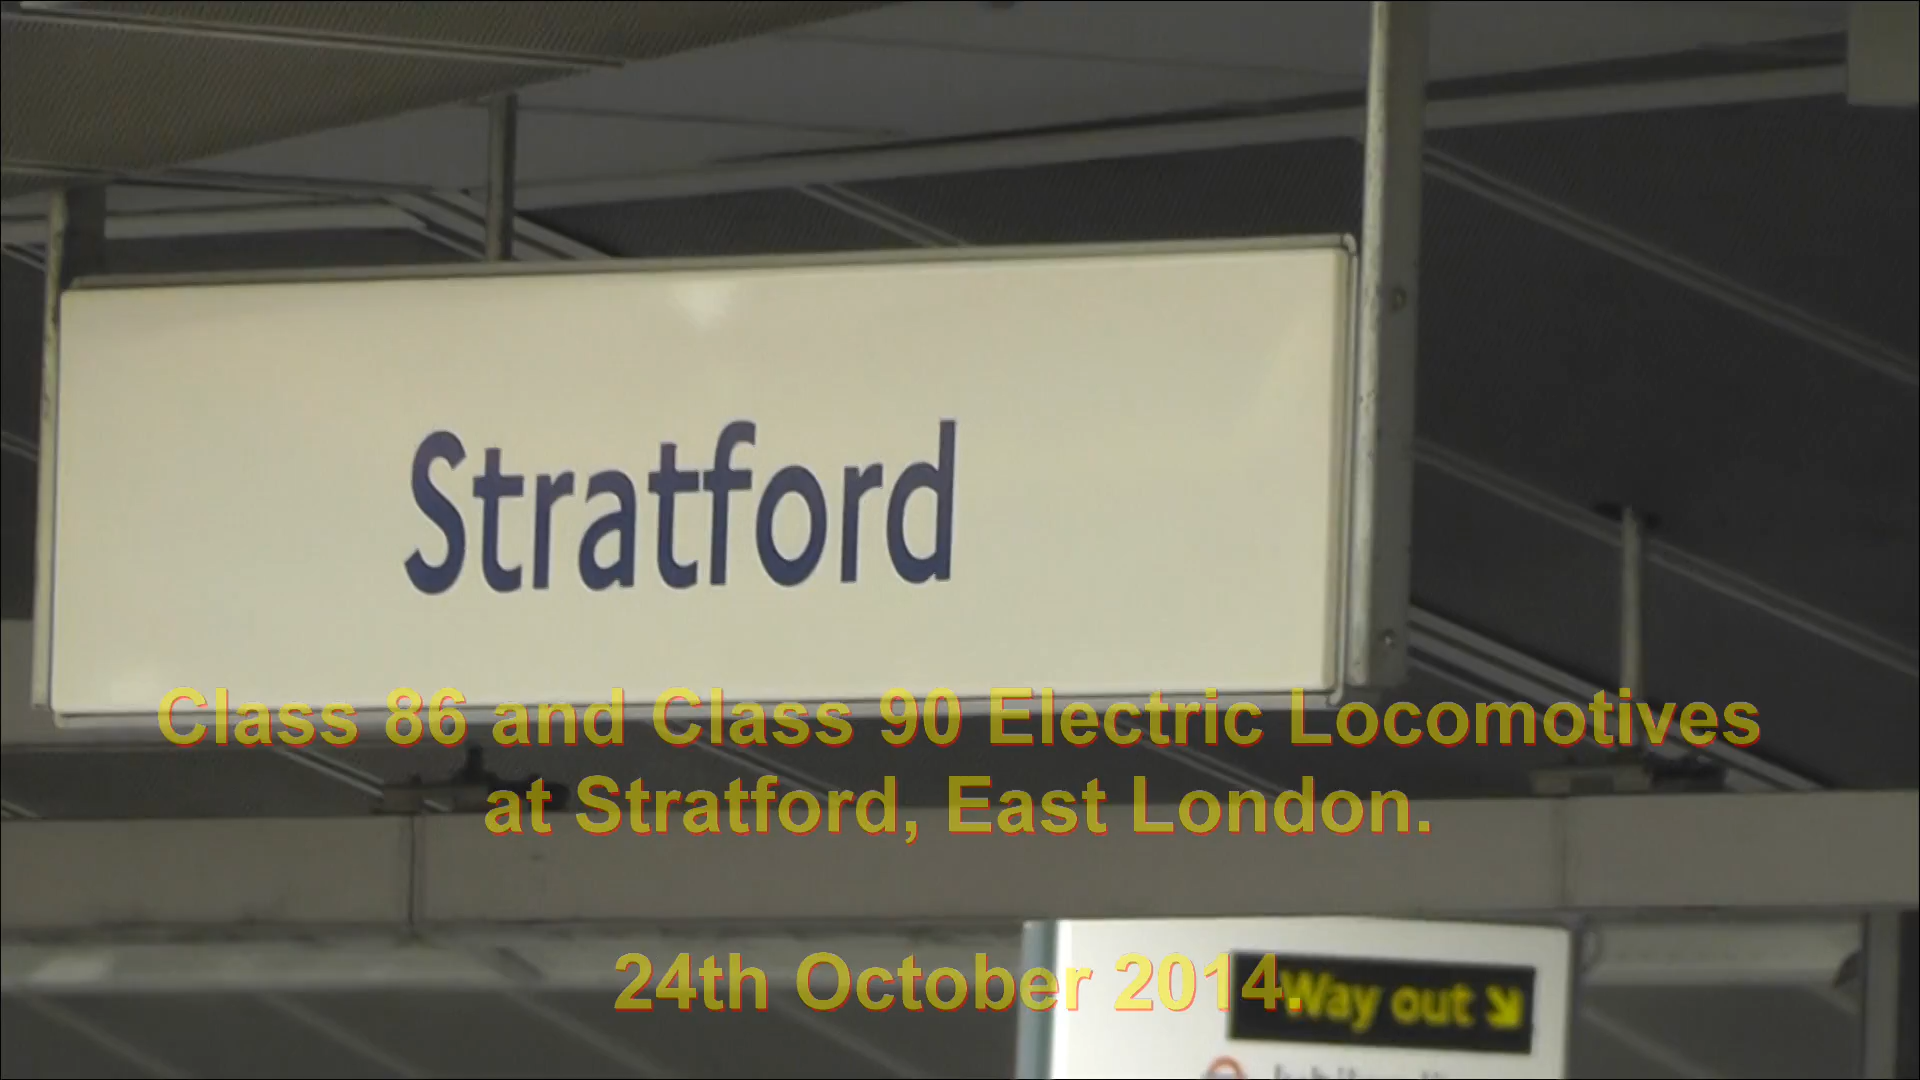 Stratford
Class 86 and Class 90 Electric Locomotives
at Stratford, East London.
24th October 2014.
Way out